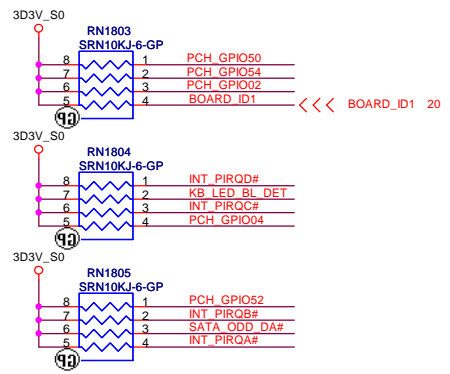 3D3V_S0
RN1803
SRN10KJ-6-GP
8 1 PCH_GPIO50
7 2 PCH_GPIO54
6 3 PCH_GPIO02
5 4 BOARD_ID1 BOARD_ID1 20
GP
3D3V_S0
RN1804
SRN10KJ-6-GP
8 1 INT_PIRQD#
7 2 KB_LED_BL_DET
6 3 INT_PIRQC#
5 4 PCH_GPIO04
GP
3D3V_S0
RN1805
SRN10KJ-6-GP
8 1 PCH_GPIO52
7 2 INT_PIRQB#
6 3 SATA_ODD_DA#
5 4 INT_PIRQA#
GP